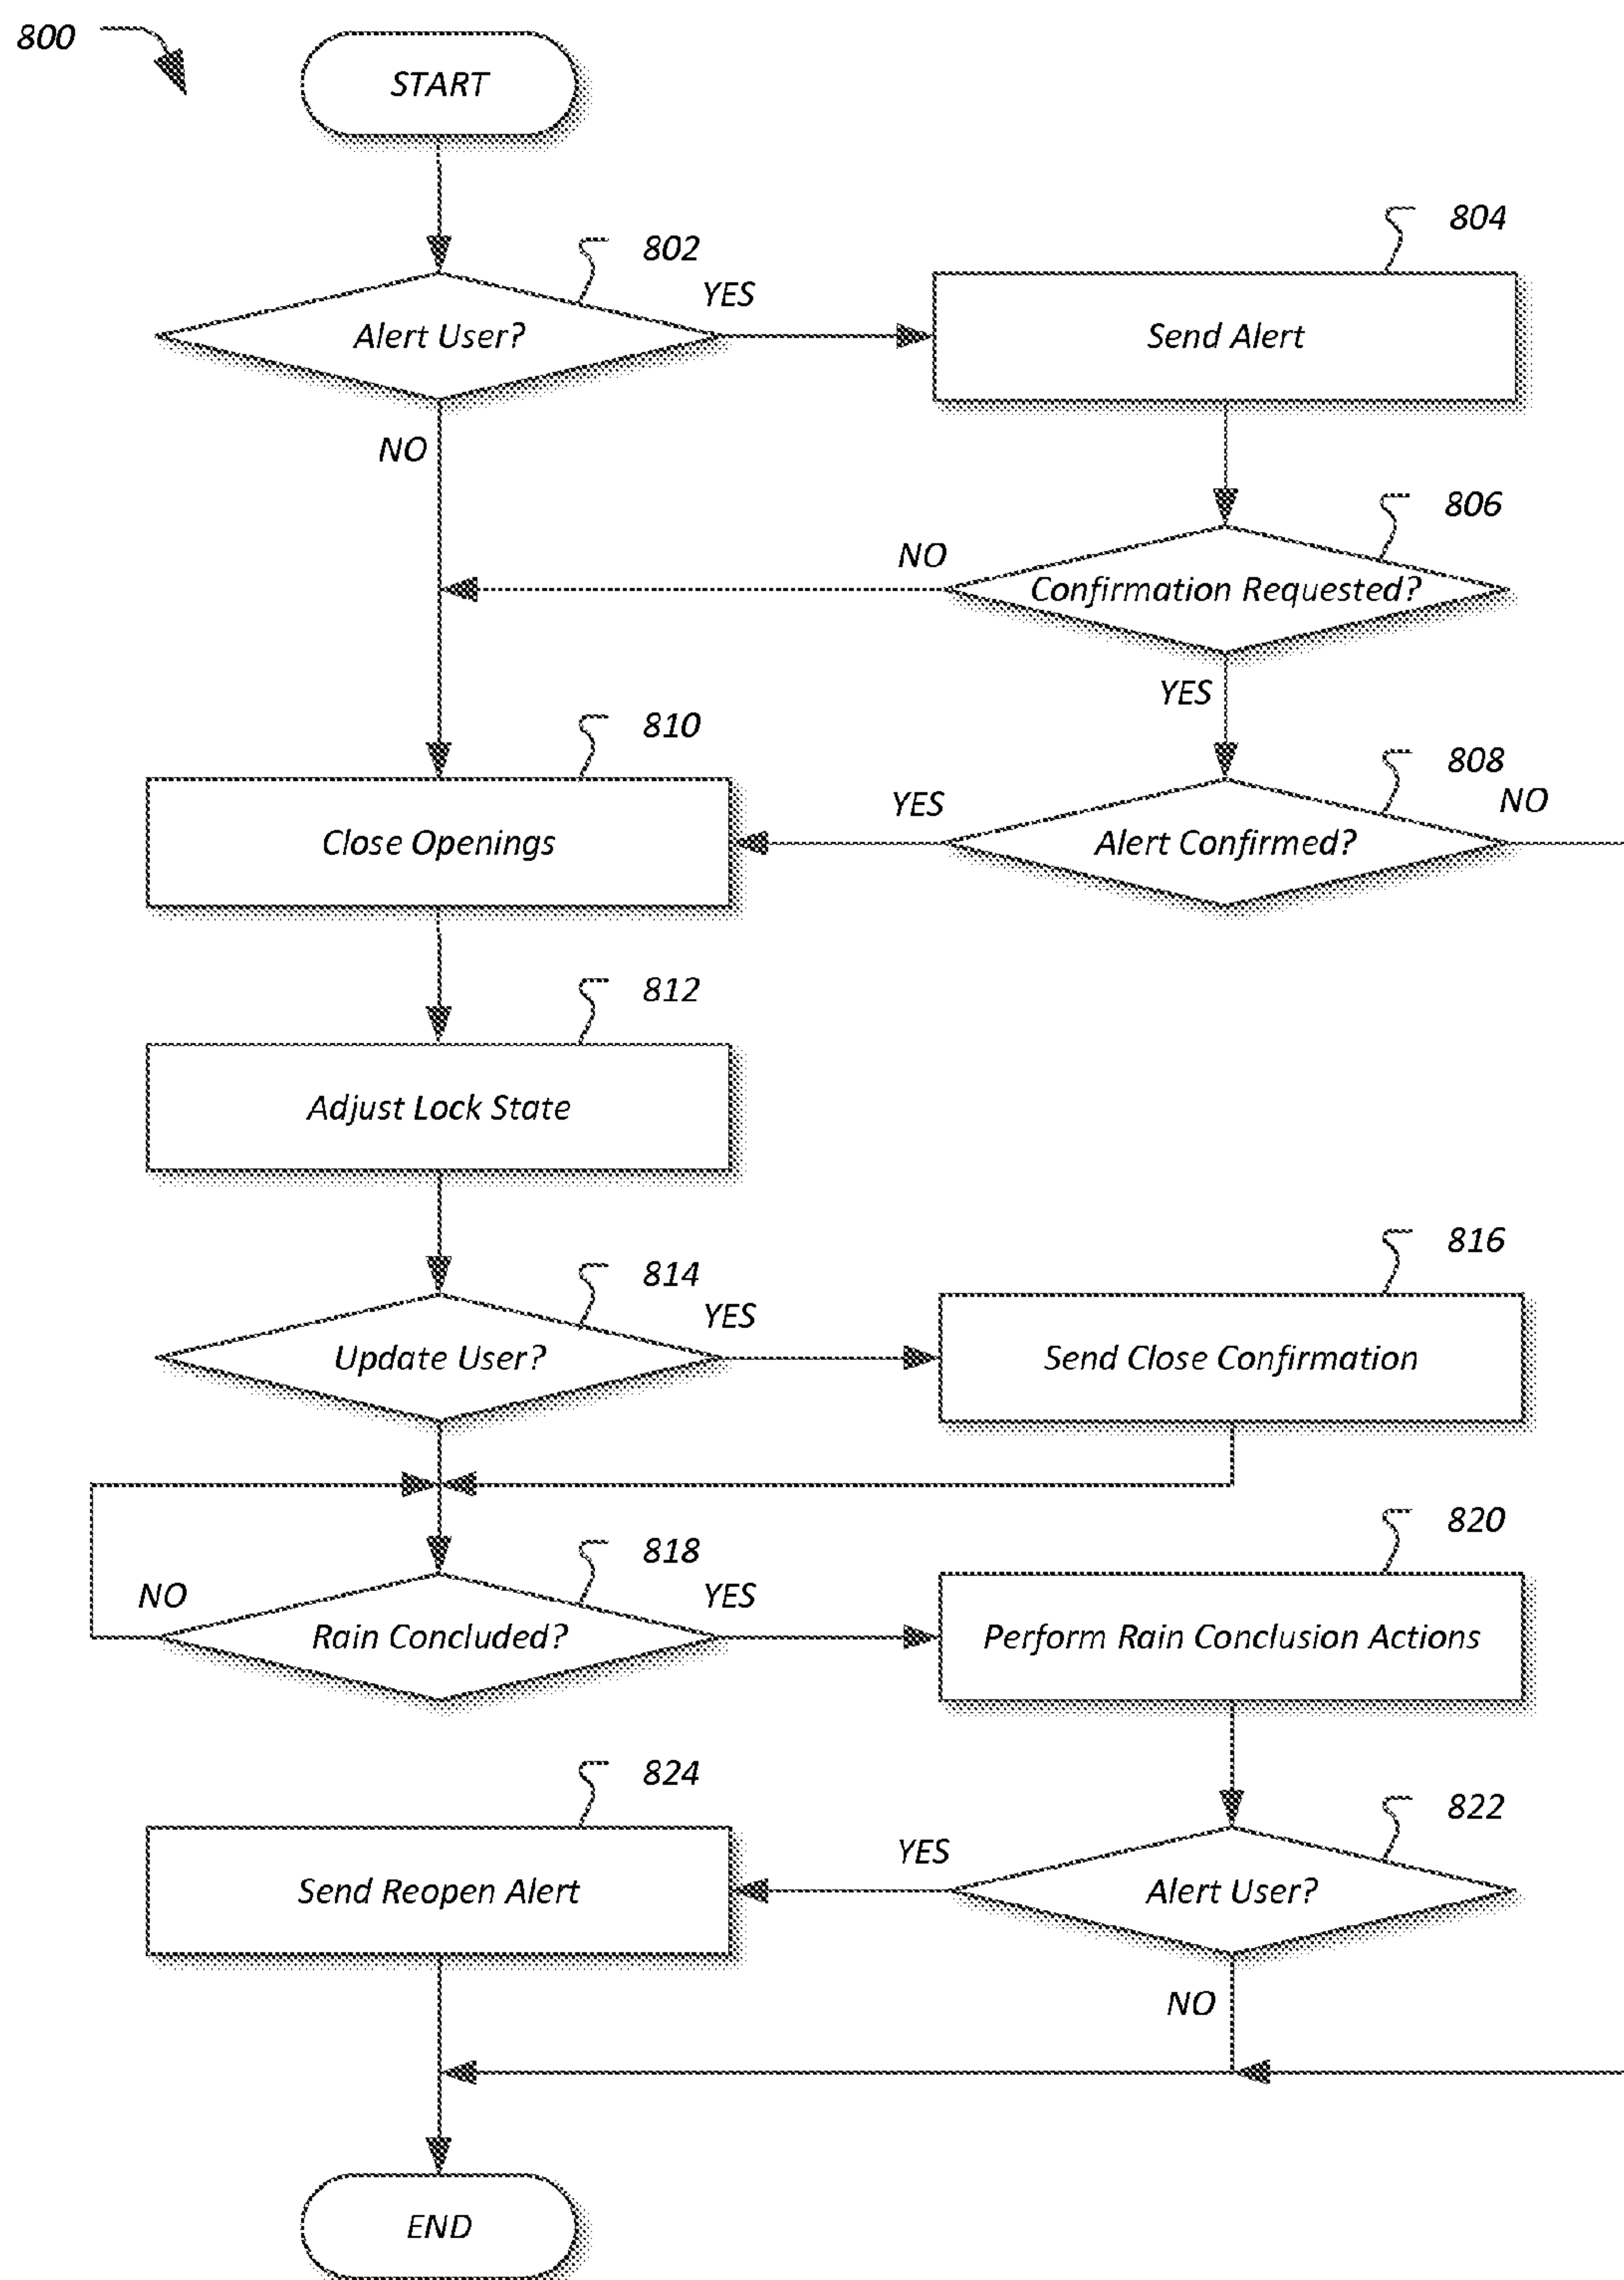 800
START
802
804
YES
Alert User?
Send Alert
NO
806
NO
Confirmation Requested?
YES
810
808
YES
NO
Close Openings
Alert Confirmed?
812
Adjust Lock State
816
814
YES
Update User?
Send Close Confirmation
820
818
NO
YES
Rain Concluded?
Perform Rain Conclusion Actions
824
822
YES
Send Reopen Alert
Alert User?
NO
END